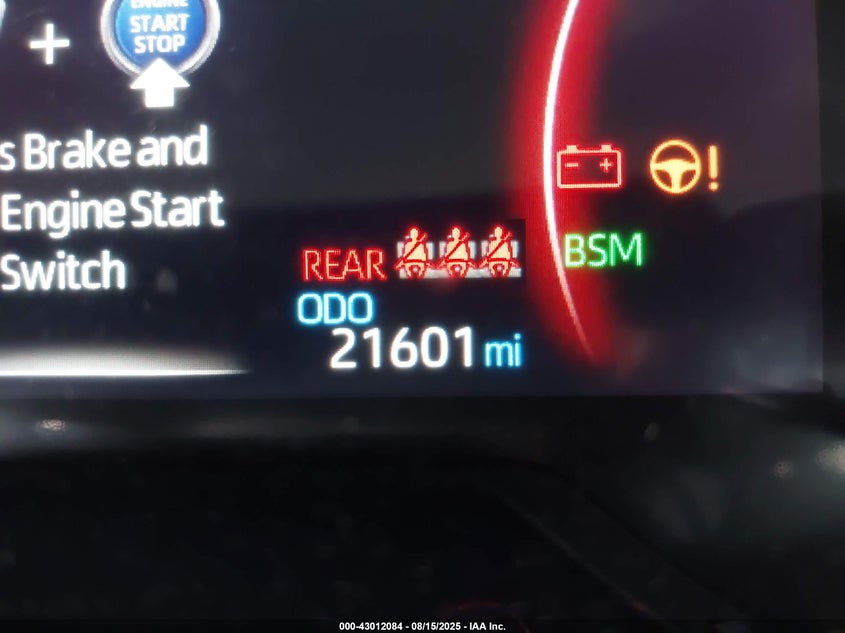 ENGINE
START
STOP
s Brake and
Engine Start
Switch
REAR
BSM
ODO
21601 mi
000-43012084 - 08/15/2025 - IAA Inc.